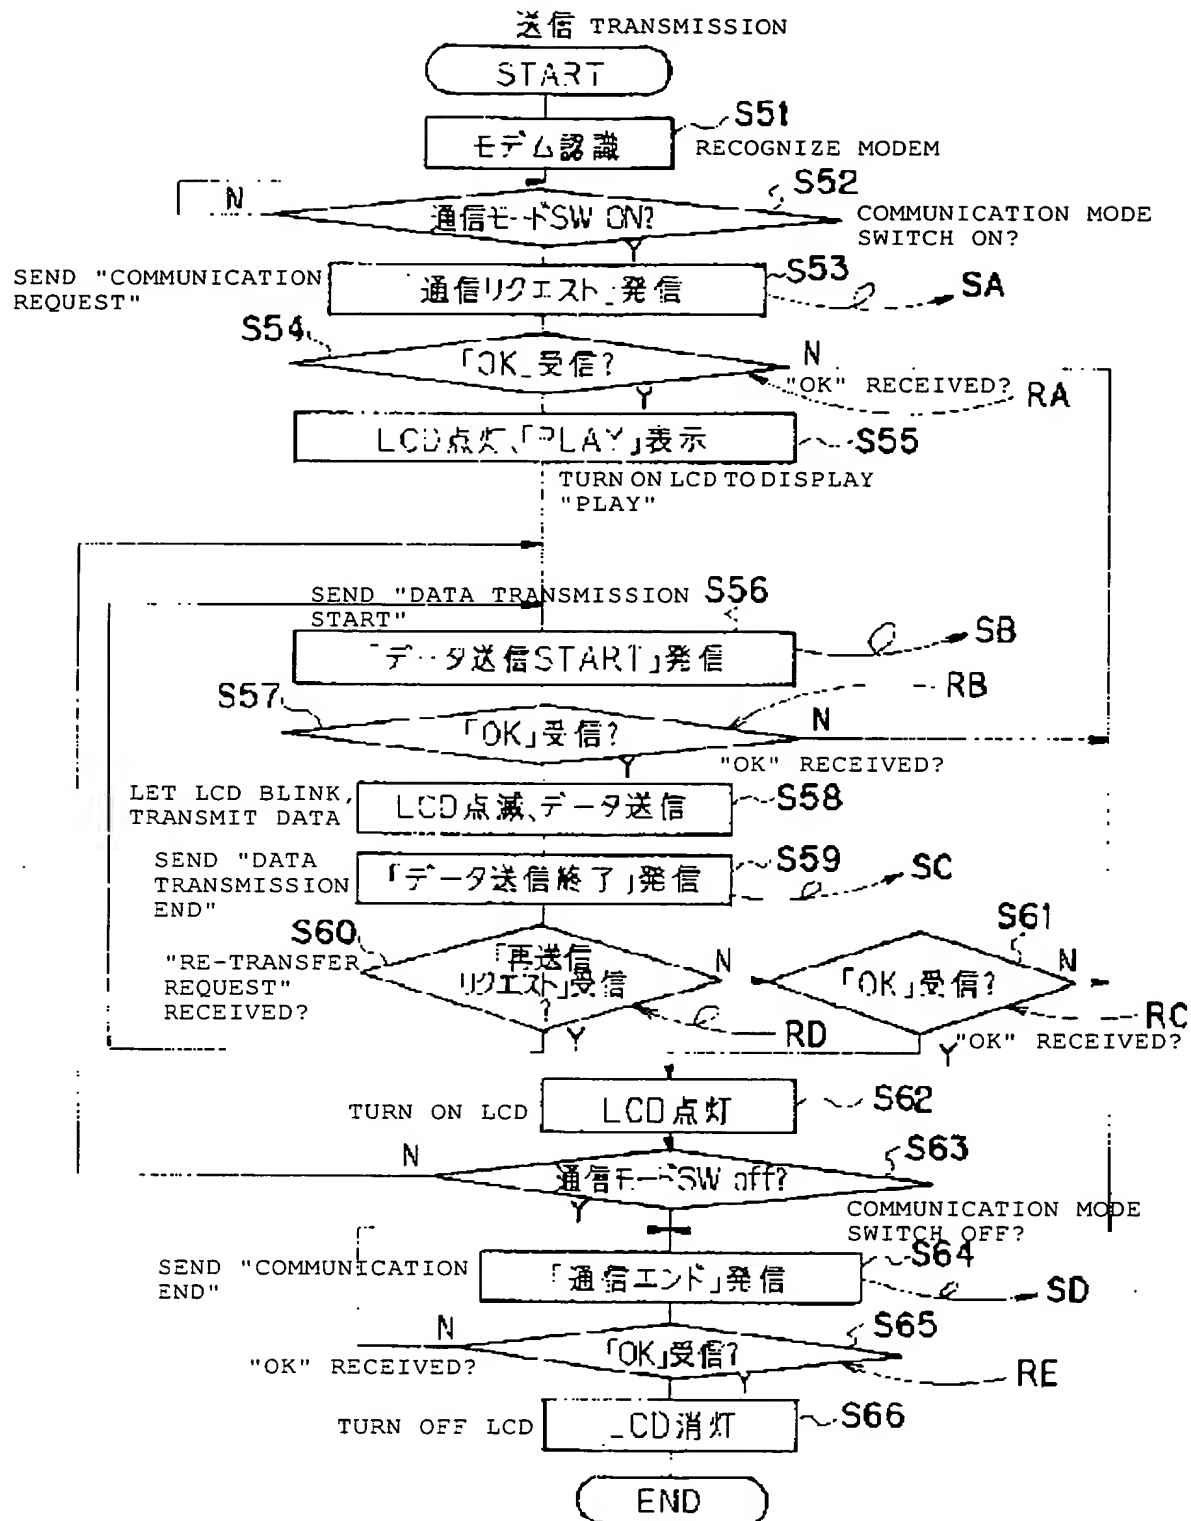 送信 TRANSMISSION
START
S51
モデム認識
RECOGNIZE MODEM
N
S52
通信モードSW ON?
COMMUNICATION MODE
SWITCH ON?
Y
SEND "COMMUNICATION
REQUEST"
S53
通信リクエスト」発信
SA
S54
「OK」受信?
N
"OK" RECEIVED?
Y
RA
LCD点灯、「PLAY」表示
S55
TURN ON LCD TO DISPLAY
"PLAY"
SEND "DATA TRANSMISSION
START"
S56
「データ送信START」発信
SB
S57
RB
「OK」受信?
N
Y
"OK" RECEIVED?
LET LCD BLINK,
TRANSMIT DATA
LCD点滅、データ送信
S58
SEND "DATA
TRANSMISSION
END"
「データ送信終了」発信
S59
SC
S60
"RE-TRANSFER
REQUEST"
RECEIVED?
「再送信
リクエスト」受信
?
N
Y
RD
S61
「OK」受信?
N
RC
Y
"OK" RECEIVED?
TURN ON LCD
LCD点灯
S62
N
S63
通信モードSW off?
Y
COMMUNICATION MODE
SWITCH OFF?
SEND "COMMUNICATION
END"
S64
「通信エンド」発信
SD
N
S65
「OK」受信?
"OK" RECEIVED?
Y
RE
TURN OFF LCD
LCD消灯
S66
END